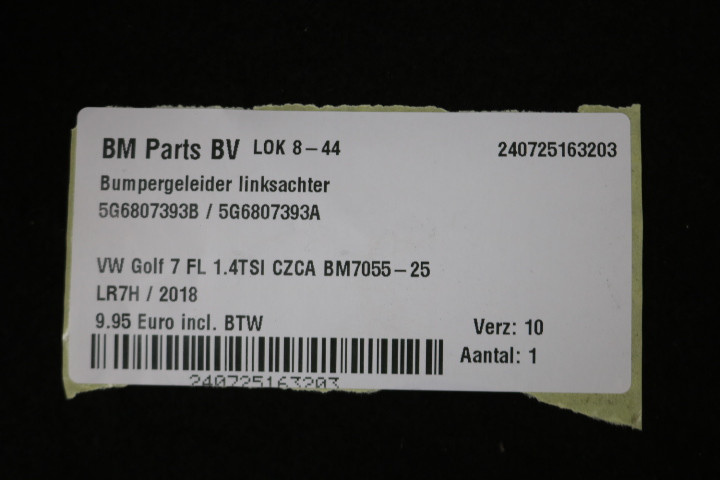 BM Parts BV LOK 8-44 240725163203
Bumpergeleider linksachter
5G6807393B / 5G6807393A
VW Golf 7 FL 1.4TSI CZCA BM7055-25
LR7H / 2018
9.95 Euro incl. BTW Verz: 10
Aantal: 1
240725163203